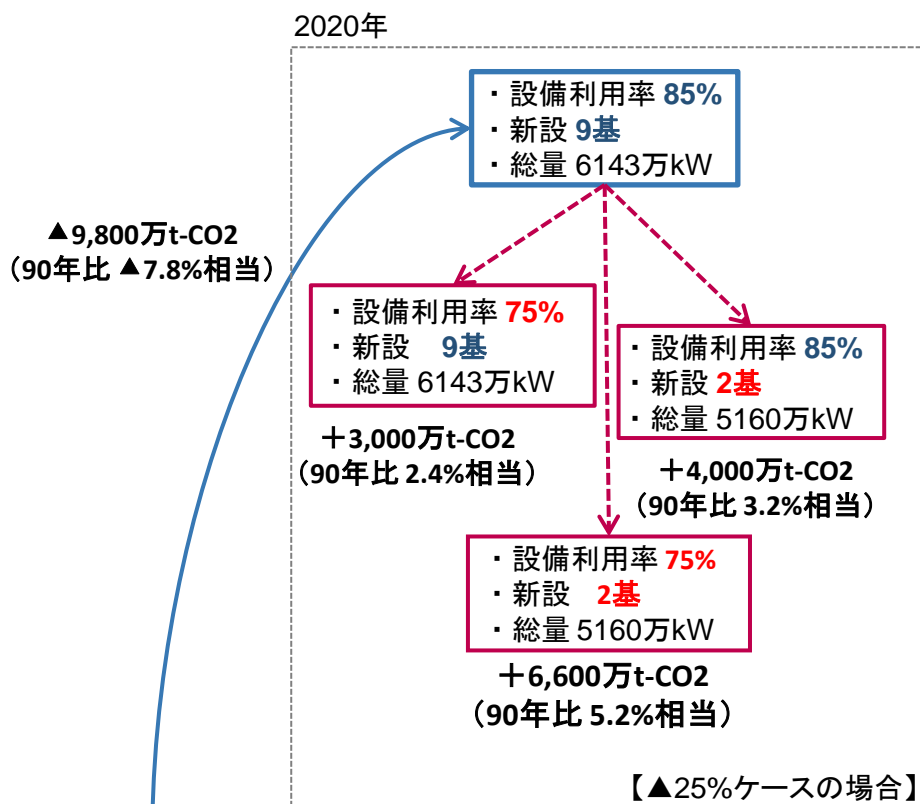 2020年
・設備利用率 85%
・新設 9基
・総量 6143万kW
▲9,800万t-CO2
（90年比 ▲7.8%相当）
・設備利用率 75%
・新設　9基
・総量 6143万kW
＋3,000万t-CO2
（90年比 2.4%相当）
・設備利用率 85%
・新設 2基
・総量 5160万kW
＋4,000万t-CO2
（90年比 3.2%相当）
・設備利用率 75%
・新設　2基
・総量 5160万kW
＋6,600万t-CO2
（90年比 5.2%相当）
【▲25%ケースの場合】